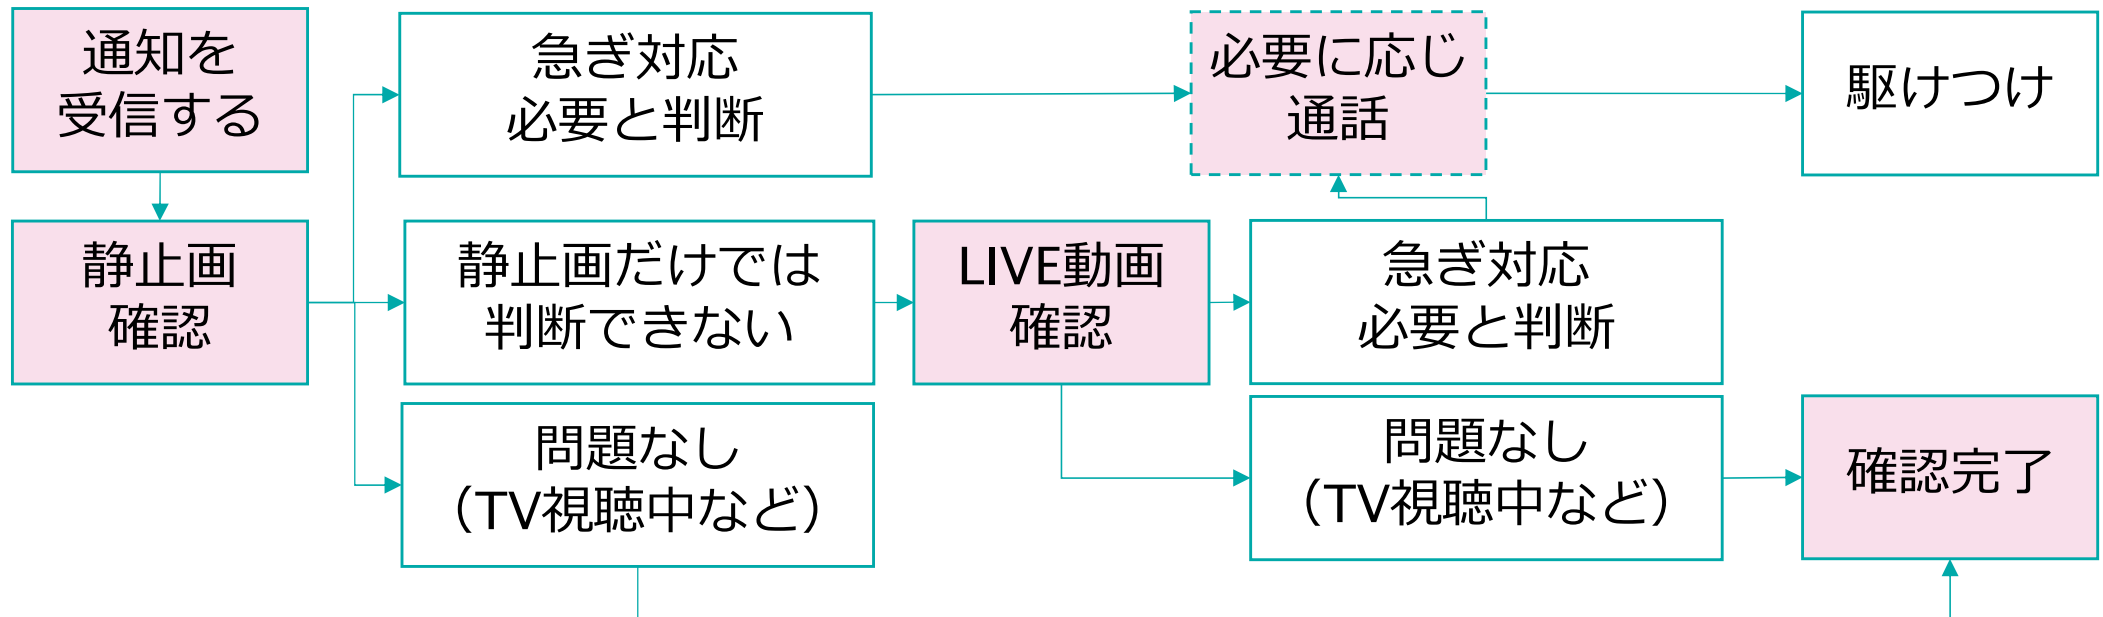 通知を
受信する
急ぎ対応
必要と判断
必要に応じ
通話
駆けつけ
静止画
確認
静止画だけでは
判断できない
LIVE動画
確認
急ぎ対応
必要と判断
問題なし
（TV視聴中など）
問題なし
（TV視聴中など）
確認完了